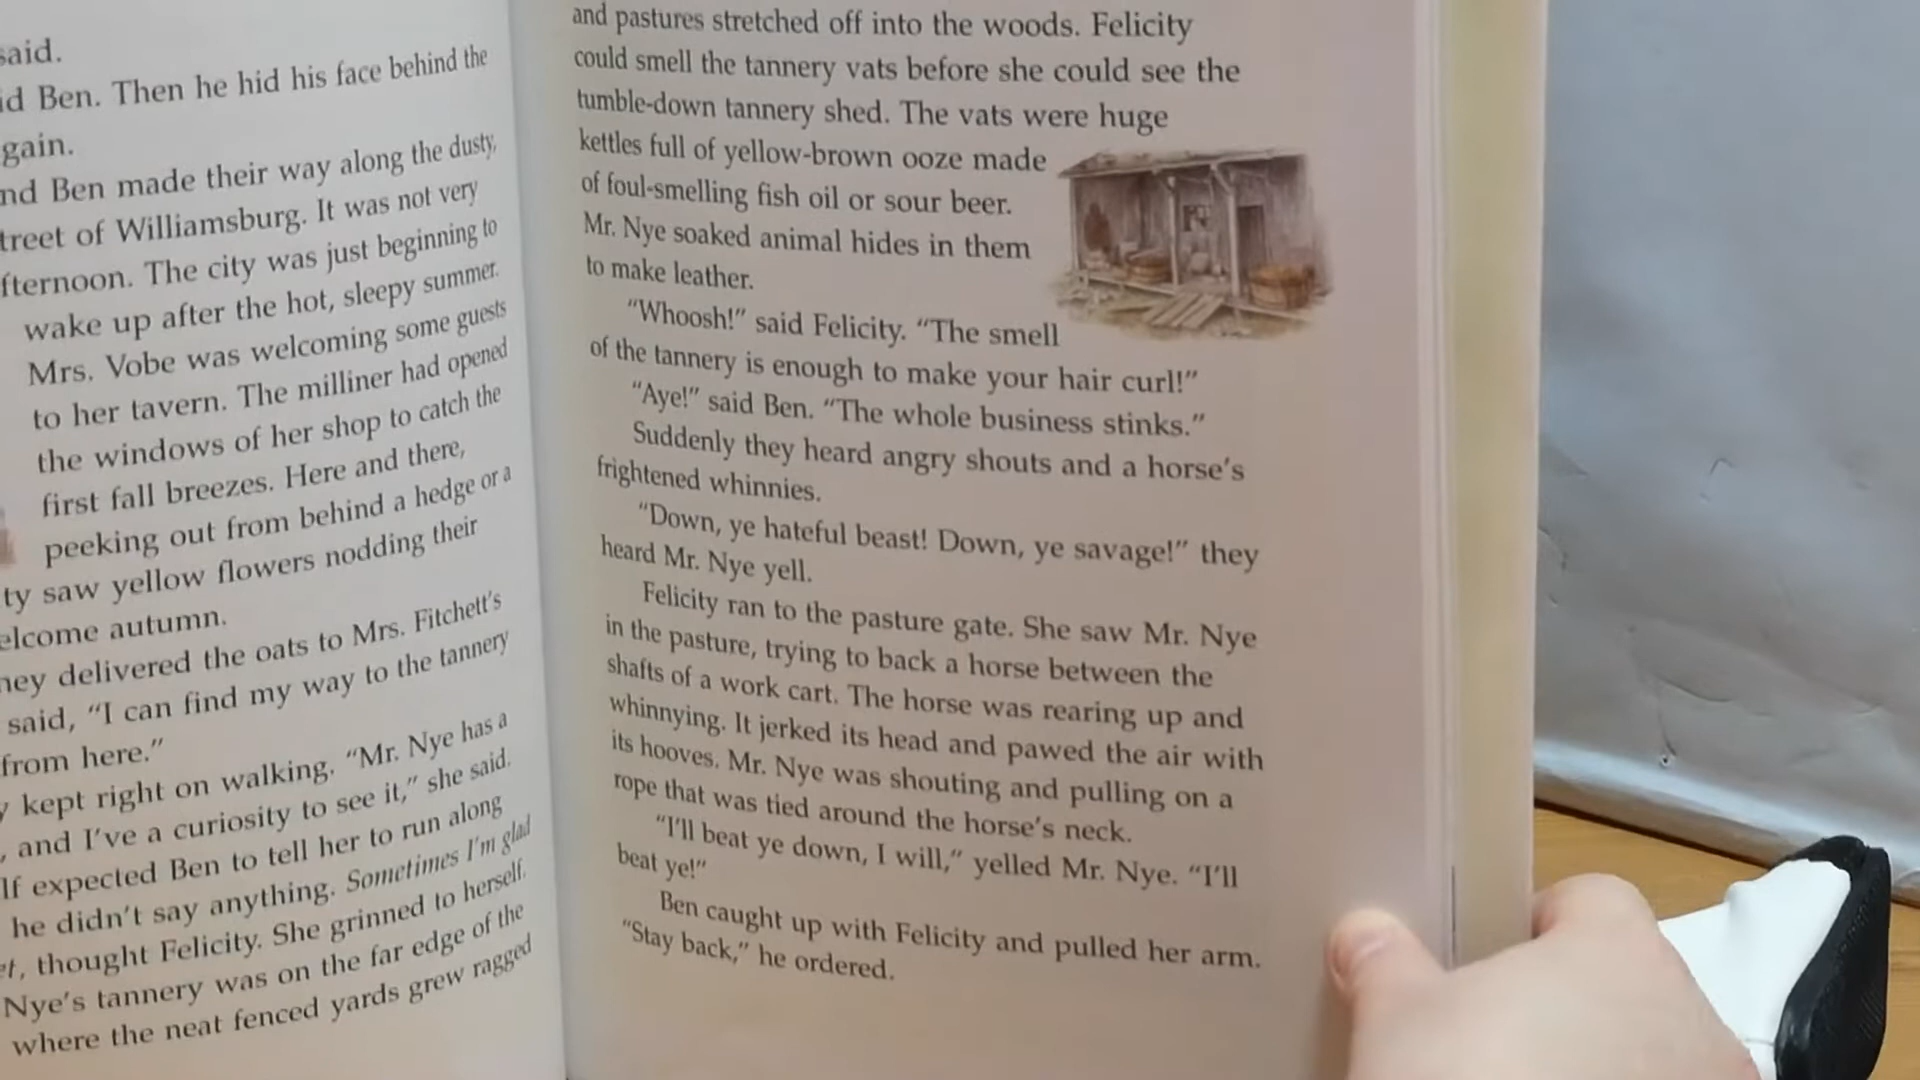 said.
Ben. Then he hid his face behind the
gain.
nd Ben made their way along the dusty,
treet of Williamsburg. It was not very
fternoon. The city was just beginning to
wake up after the hot, sleepy summer.
Mrs. Vobe was welcoming some guests
to her tavern. The milliner had opened
the windows of her shop to catch the
first fall breezes. Here and there,
peeking out from behind a hedge or a
ty saw yellow flowers nodding their
elcome autumn.
hey delivered the oats to Mrs. Fitchett's
said, “I can find my way to the tannery
from here.”
y kept right on walking. “Mr. Nye has a
, and I've a curiosity to see it,” she said.
lf expected Ben to tell her to run along
he didn't say anything. Sometimes I'm glad
et, thought Felicity. She grinned to herself.
Nye's tannery was on the far edge of the
where the neat fenced yards grew ragged
and pastures stretched off into the woods. Felicity
could smell the tannery vats before she could see the
tumble-down tannery shed. The vats were huge
kettles full of yellow-brown ooze made
of foul-smelling fish oil or sour beer.
Mr. Nye soaked animal hides in them
to make leather.
“Whoosh!” said Felicity. “The smell
of the tannery is enough to make your hair curl!”
“Aye!” said Ben. “The whole business stinks.”
Suddenly they heard angry shouts and a horse's
frightened whinnies.
“Down, ye hateful beast! Down, ye savage!” they
heard Mr. Nye yell.
Felicity ran to the pasture gate. She saw Mr. Nye
in the pasture, trying to back a horse between the
shafts of a work cart. The horse was rearing up and
whinnying. It jerked its head and pawed the air with
its hooves. Mr. Nye was shouting and pulling on a
rope that was tied around the horse's neck.
“I'll beat ye down, I will,” yelled Mr. Nye. “I'll
beat ye!”
Ben caught up with Felicity and pulled her arm.
“Stay back,” he ordered.